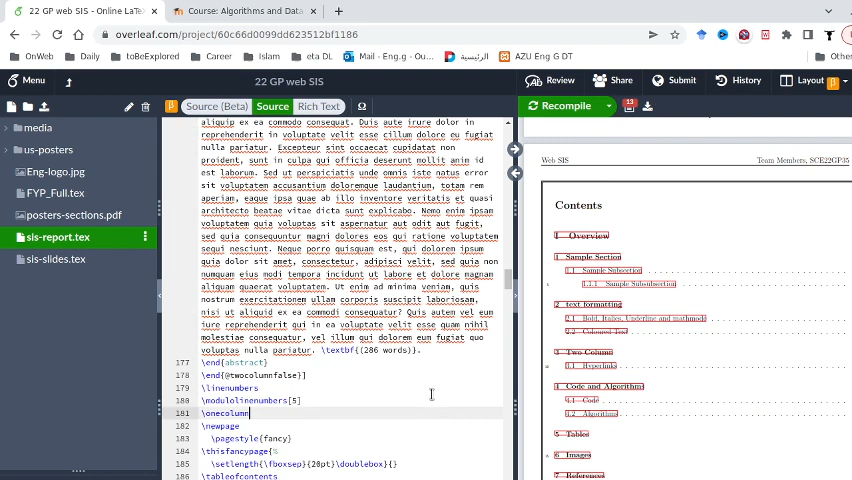 22 GP web SIS - Online LaTeX
Course: Algorithms and Data
overleaf.com/project/60c66d0099dd623512bf1186
OnWeb
Daily
toBeExplored
Career
Islam
eta DL
Mail - Eng.g - Ou...
الرئيسية
AZU Eng G DT
Other
Menu
22 GP web SIS
Review
Share
Submit
History
Layout
β
media
us-posters
Eng-logo.jpg
FYP_Full.tex
posters-sections.pdf
sIs-report.tex
sIs-slides.tex
β
Source (Beta)
Source
Rich Text
Ω
aliquip ex ea commodo consequat. Duis aute irure dolor in
reprehenderit in voluptate velit esse cillum dolore eu fugiat
nulla pariatur. Excepteur sint occaecat cupidatat non
proident, sunt in culpa qui officia deserunt mollit anim id
est laborum. Sed ut perspiciatis unde omnis iste natus error
sit voluptatem accusantium doloremque laudantium, totam rem
aperiam, eaque ipsa quae ab illo inventore veritatis et quasi
architecto beatae vitae dicta sunt explicabo. Nemo enim ipsam
voluptatem quia voluptas sit aspernatur aut odit aut fugit,
sed quia consequuntur magni dolores eos qui ratione voluptatem
sequi nesciunt. Neque porro quisquam est, qui dolorem ipsum
quia dolor sit amet, consectetur, adipisci velit, sed quia non
numquam eius modi tempora incidunt ut labore et dolore magnam
aliquam quaerat voluptatem. Ut enim ad minima veniam, quis
nostrum exercitationem ullam corporis suscipit laboriosam,
nisi ut aliquid ex ea commodi consequatur? Quis autem vel eum
iure reprehenderit qui in ea voluptate velit esse quam nihil
molestiae consequatur, vel illum qui dolorem eum fugiat quo
voluptas nulla pariatur. \textbf{(286 words)}.
177 \end{abstract}
178 \end{@twocolumnfalse}]
179 \linenumbers
180 \modulolinenumbers[5]
181 \onecolumn
182 \newpage
183 \pagestyle{fancy}
184 \thisfancypage{%
185 \setlength{\fboxsep}{20pt}\doublebox}{}
186 \tableofcontents
Recompile
13
Web SIS
Team Members, SCE22GP35
Contents
I Overview
1 Sample Section
1.1 Sample Subsection
1.1.1 Sample Subsubsection
2 text formatting
2.1 Bold, Italics, Underline and mathmode
2.2 Coloured Text
3 Two Column
3.1 Hyperlinks
4 Code and Algorithms
4.1 Code
4.2 Algorithms
5 Tables
6 Images
7 References